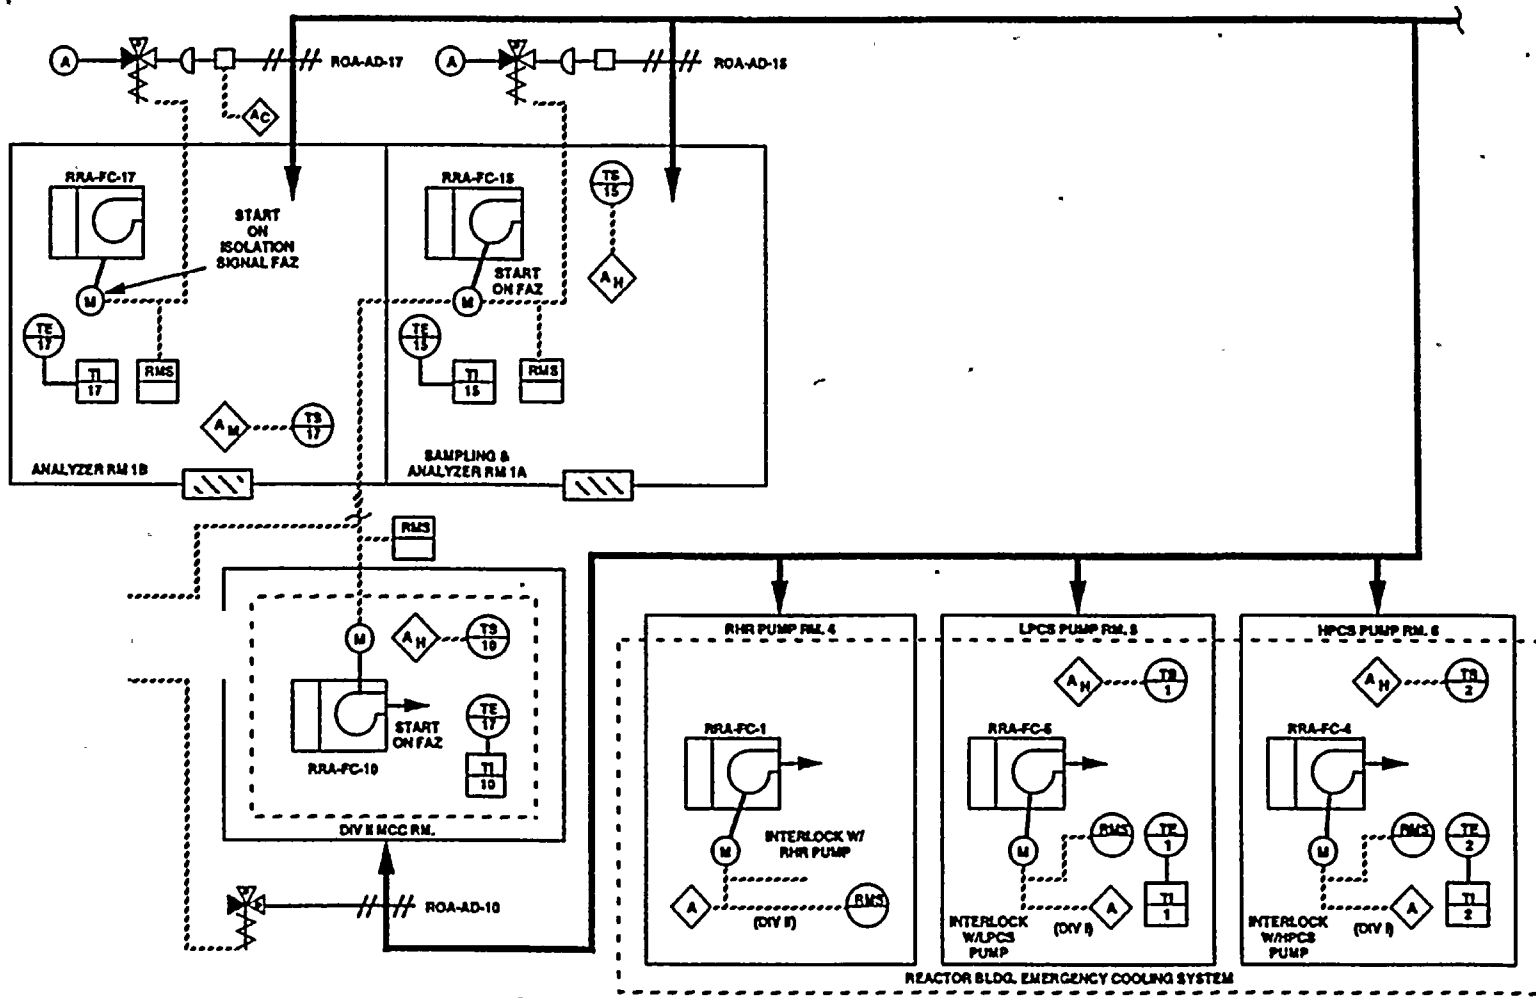 A
ROA-AD-17
A
ROA-AD-15
AC
RRA-FC-17
START
ON
ISOLATION
SIGNAL FAZ
M
TE
17
TI
17
RMS
AM
TS
17
ANALYZER RM 1B
RRA-FC-15
TS
15
START
ON FAZ
M
AH
TE
15
TI
15
RMS
SAMPLING &
ANALYZER RM 1A
RMS
M
AH
TS
10
TE
17
START
ON FAZ
TI
10
RRA-FC-10
DIV II MCC RM.
ROA-AD-10
RHR PUMP RM. 4
RRA-FC-1
M
INTERLOCK W/
RHR PUMP
A
RMS
(DIV II)
LPCS PUMP RM. 5
AH
TS
1
RRA-FC-5
M
RMS
TE
1
A
TI
1
INTERLOCK
W/LPCS
PUMP
(DIV I)
HPCS PUMP RM. 6
AH
TS
2
RRA-FC-4
M
RMS
TE
2
A
TI
2
INTERLOCK
W/HPCS
PUMP
(DIV I)
REACTOR BLDG. EMERGENCY COOLING SYSTEM